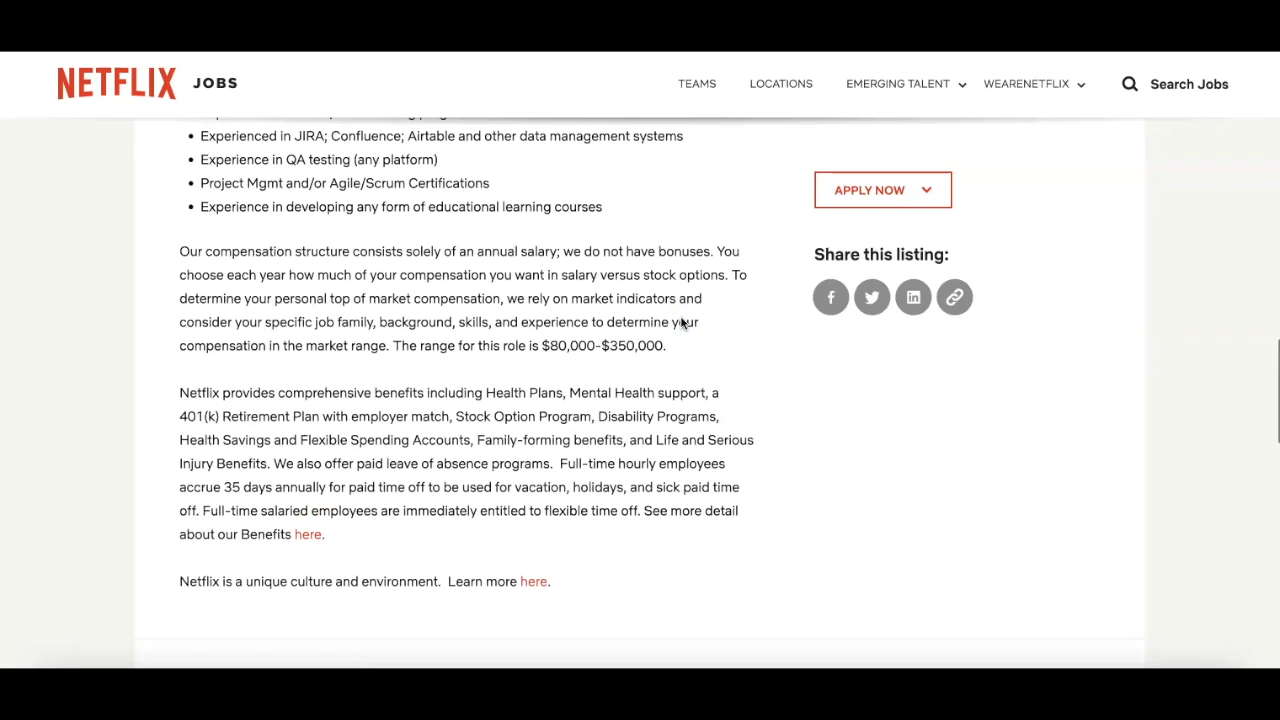 NETFLIX JOBS TEAMS LOCATIONS EMERGING TALENT WEARENETFLIX Search Jobs
Experienced in JIRA; Confluence; Airtable and other data management systems
Experience in QA testing (any platform)
Project Mgmt and/or Agile/Scrum Certifications
Experience in developing any form of educational learning courses
APPLY NOW
Share this listing:
Our compensation structure consists solely of an annual salary; we do not have bonuses. You
choose each year how much of your compensation you want in salary versus stock options. To
determine your personal top of market compensation, we rely on market indicators and
consider your specific job family, background, skills, and experience to determine your
compensation in the market range. The range for this role is $80,000-$350,000.
Netflix provides comprehensive benefits including Health Plans, Mental Health support, a
401(k) Retirement Plan with employer match, Stock Option Program, Disability Programs,
Health Savings and Flexible Spending Accounts, Family-forming benefits, and Life and Serious
Injury Benefits. We also offer paid leave of absence programs. Full-time hourly employees
accrue 35 days annually for paid time off to be used for vacation, holidays, and sick paid time
off. Full-time salaried employees are immediately entitled to flexible time off. See more detail
about our Benefits here.
Netflix is a unique culture and environment. Learn more here.